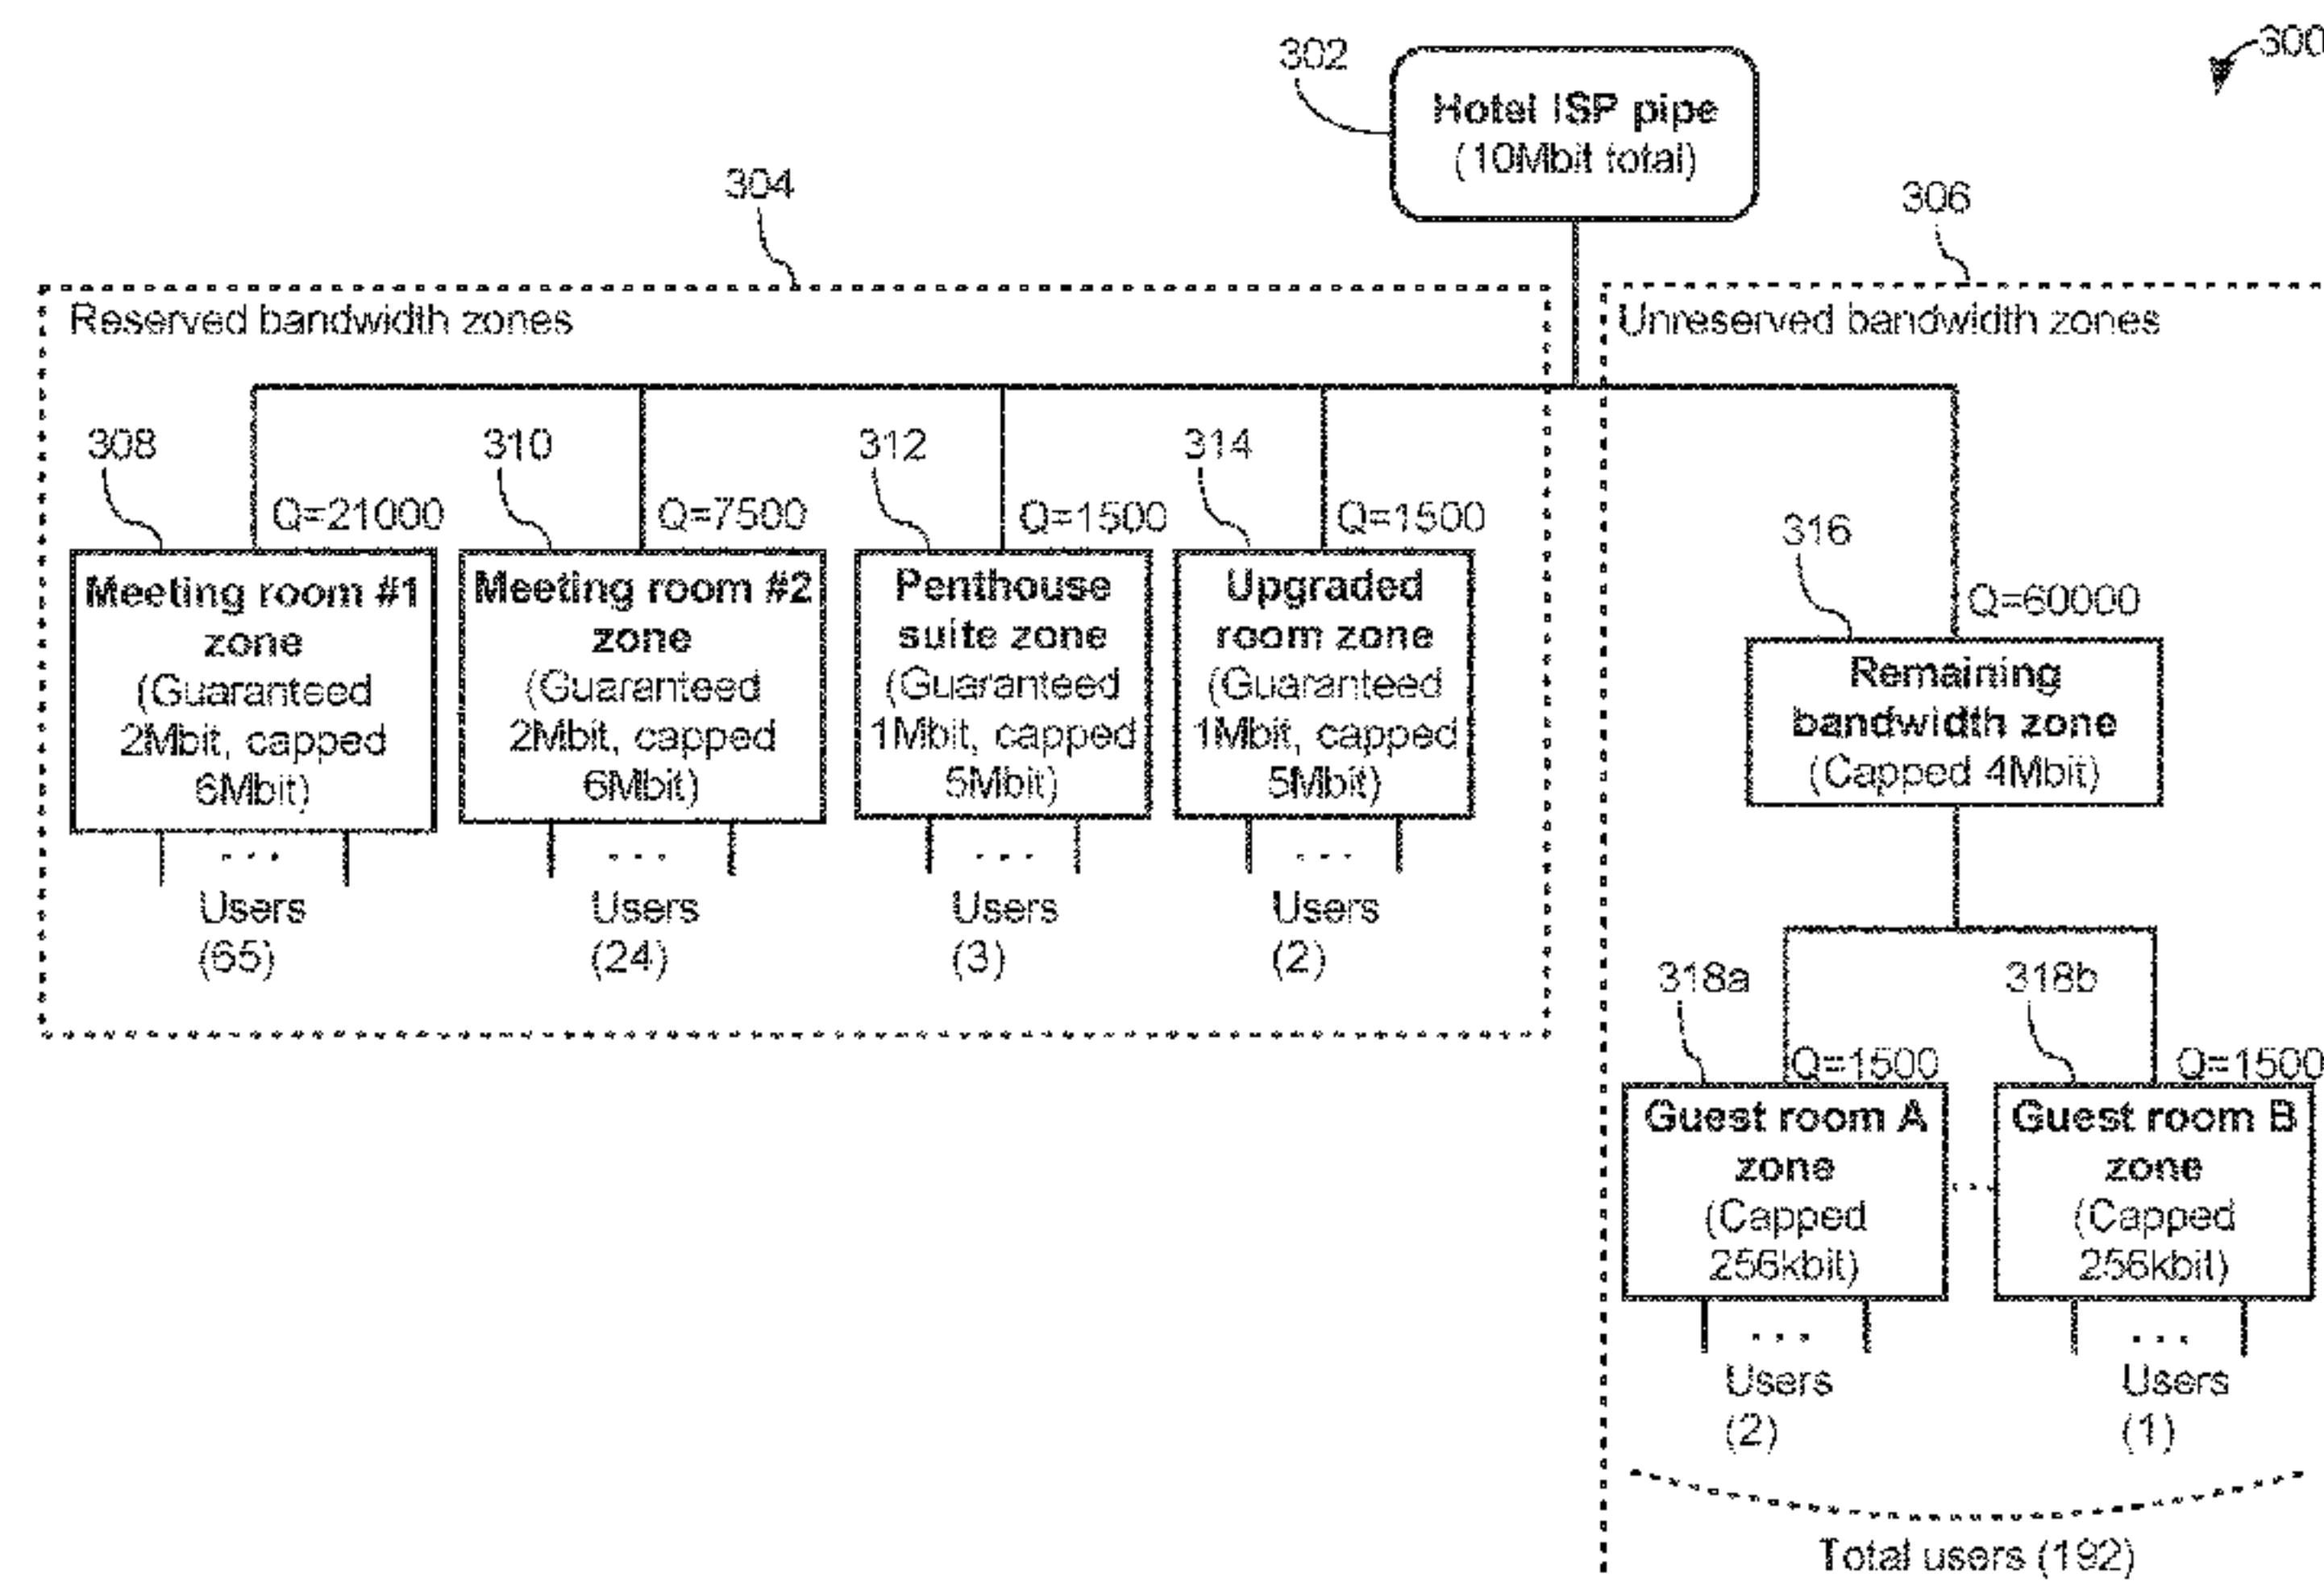 300
302
Hotel ISP pipe
(10Mbit total)
304
306
Reserved bandwidth zones
Unreserved bandwidth zones
308
310
312
314
Q=21000
Q=7500
Q=1500
Q=1500
316
Meeting room #1
zone
(Guaranteed
2Mbit, capped
6Mbit)
Meeting room #2
zone
(Guaranteed
2Mbit, capped
6Mbit)
Penthouse
suite zone
(Guaranteed
1Mbit, capped
5Mbit)
Upgraded
room zone
(Guaranteed
1Mbit, capped
5Mbit)
Q=60000
Remaining
bandwidth zone
(Capped 4Mbit)
...
Users
(65)
...
Users
(24)
...
Users
(3)
...
Users
(2)
318a
318b
Q=1500
Q=1500
Guest room A
zone
(Capped
256kbit)
...
Guest room B
zone
(Capped
256kbit)
...
Users
(2)
...
Users
(1)
Total users (192)